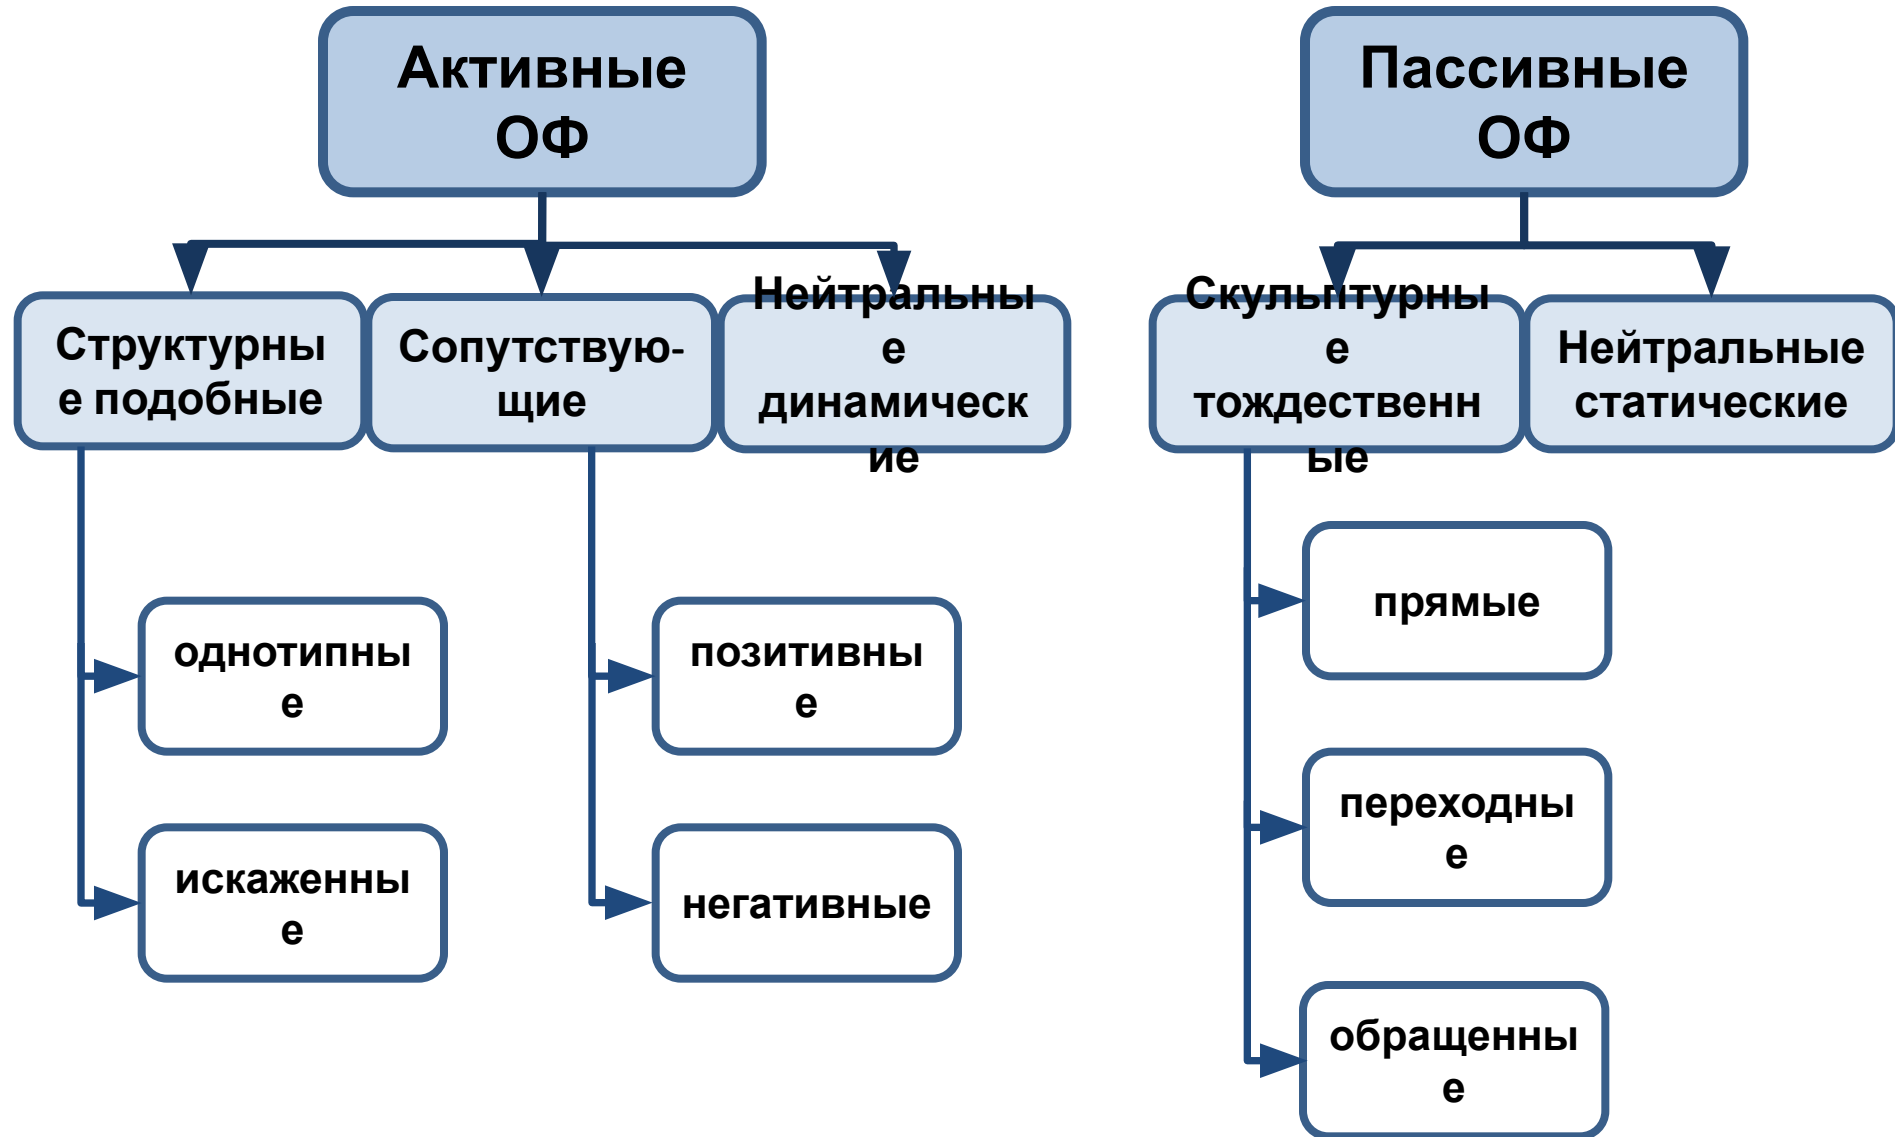 Активные
ОФ
Пассивные
ОФ
Структурны
е подобные
Сопутствую-
щие
Нейтральны
е
динамическ
ие
Скульптурны
е
тождественн
ые
Нейтральные
статические
однотипны
е
искаженны
е
позитивны
е
негативные
прямые
переходны
е
обращенны
е